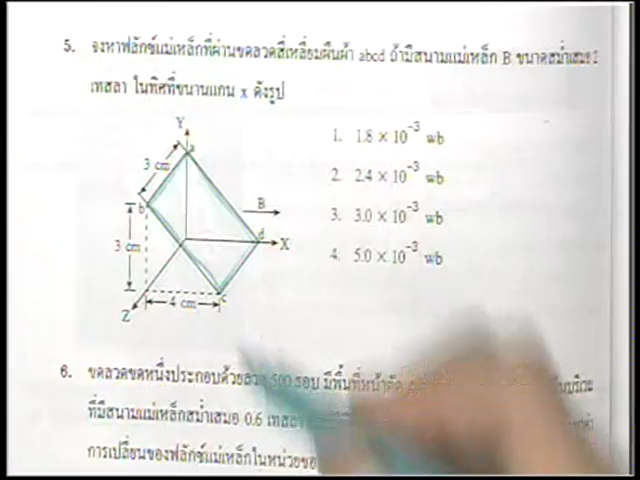 5. จงหาฟลักซ์แม่เหล็กที่ผ่านขดลวดสี่เหลี่ยมผืนผ้า abcd ถ้ามีสนามแม่เหล็ก B ขนาดสม่ำเสมอ 2
เทสลา ในทิศที่ขนานแกน x ดังรูป
Y
a
3 cm
b
B
d
X
3 cm
c
4 cm
Z
1. 1.8 × 10⁻³ wb
2. 2.4 × 10⁻³ wb
3. 3.0 × 10⁻³ wb
4. 5.0 × 10⁻³ wb
6. ขดลวดขดหนึ่งประกอบด้วยลวด 500 รอบ มีพื้นที่หน้าตัด
ที่มีสนามแม่เหล็กสม่ำเสมอ 0.6 เทสลา
การเปลี่ยนของฟลักซ์แม่เหล็กในหน่วย